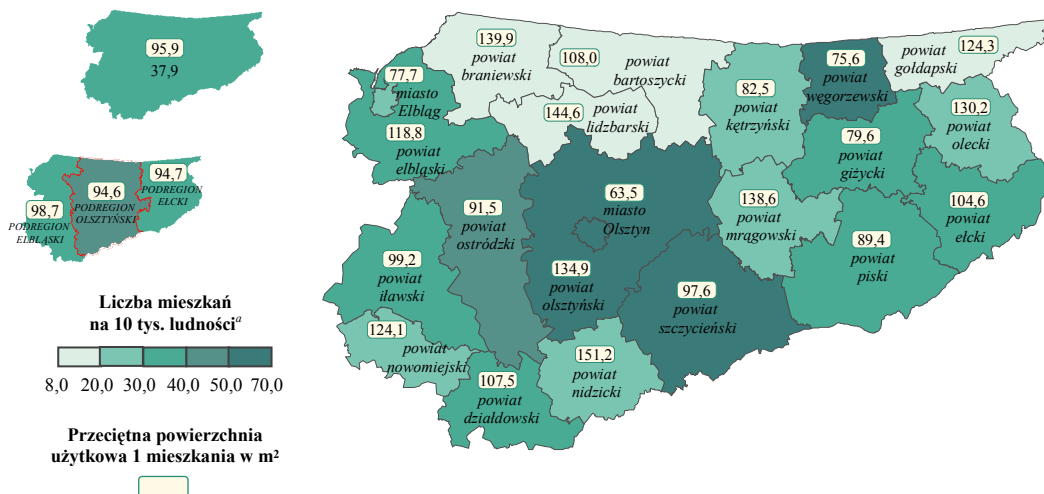 95,9
37,9
94,7
PODREGION
EŁCKI
94,6
PODREGION
OLSZTYŃSKI
98,7
PODREGION
ELBLĄSKI
Liczba mieszkań
na 10 tys. ludnościᵃ
8,0 20,0 30,0 40,0 50,0 70,0
Przeciętna powierzchnia
użytkowa 1 mieszkania w m²
139,9
powiat
braniewski
108,0
powiat
bartoszycki
75,6
powiat
węgorzewski
124,3
powiat
gołdapski
77,7
miasto
Elbląg
144,6
powiat
lidzbarski
82,5
powiat
kętrzyński
130,2
powiat
olecki
118,8
powiat
elbląski
79,6
powiat
giżycki
91,5
powiat
ostródzki
63,5
miasto
Olsztyn
138,6
powiat
mrągowski
104,6
powiat
ełcki
99,2
powiat
iławski
134,9
powiat
olsztyński
97,6
powiat
szczycieński
89,4
powiat
piski
124,1
powiat
nowomiejski
107,5
powiat
działdowski
151,2
powiat
nidzicki